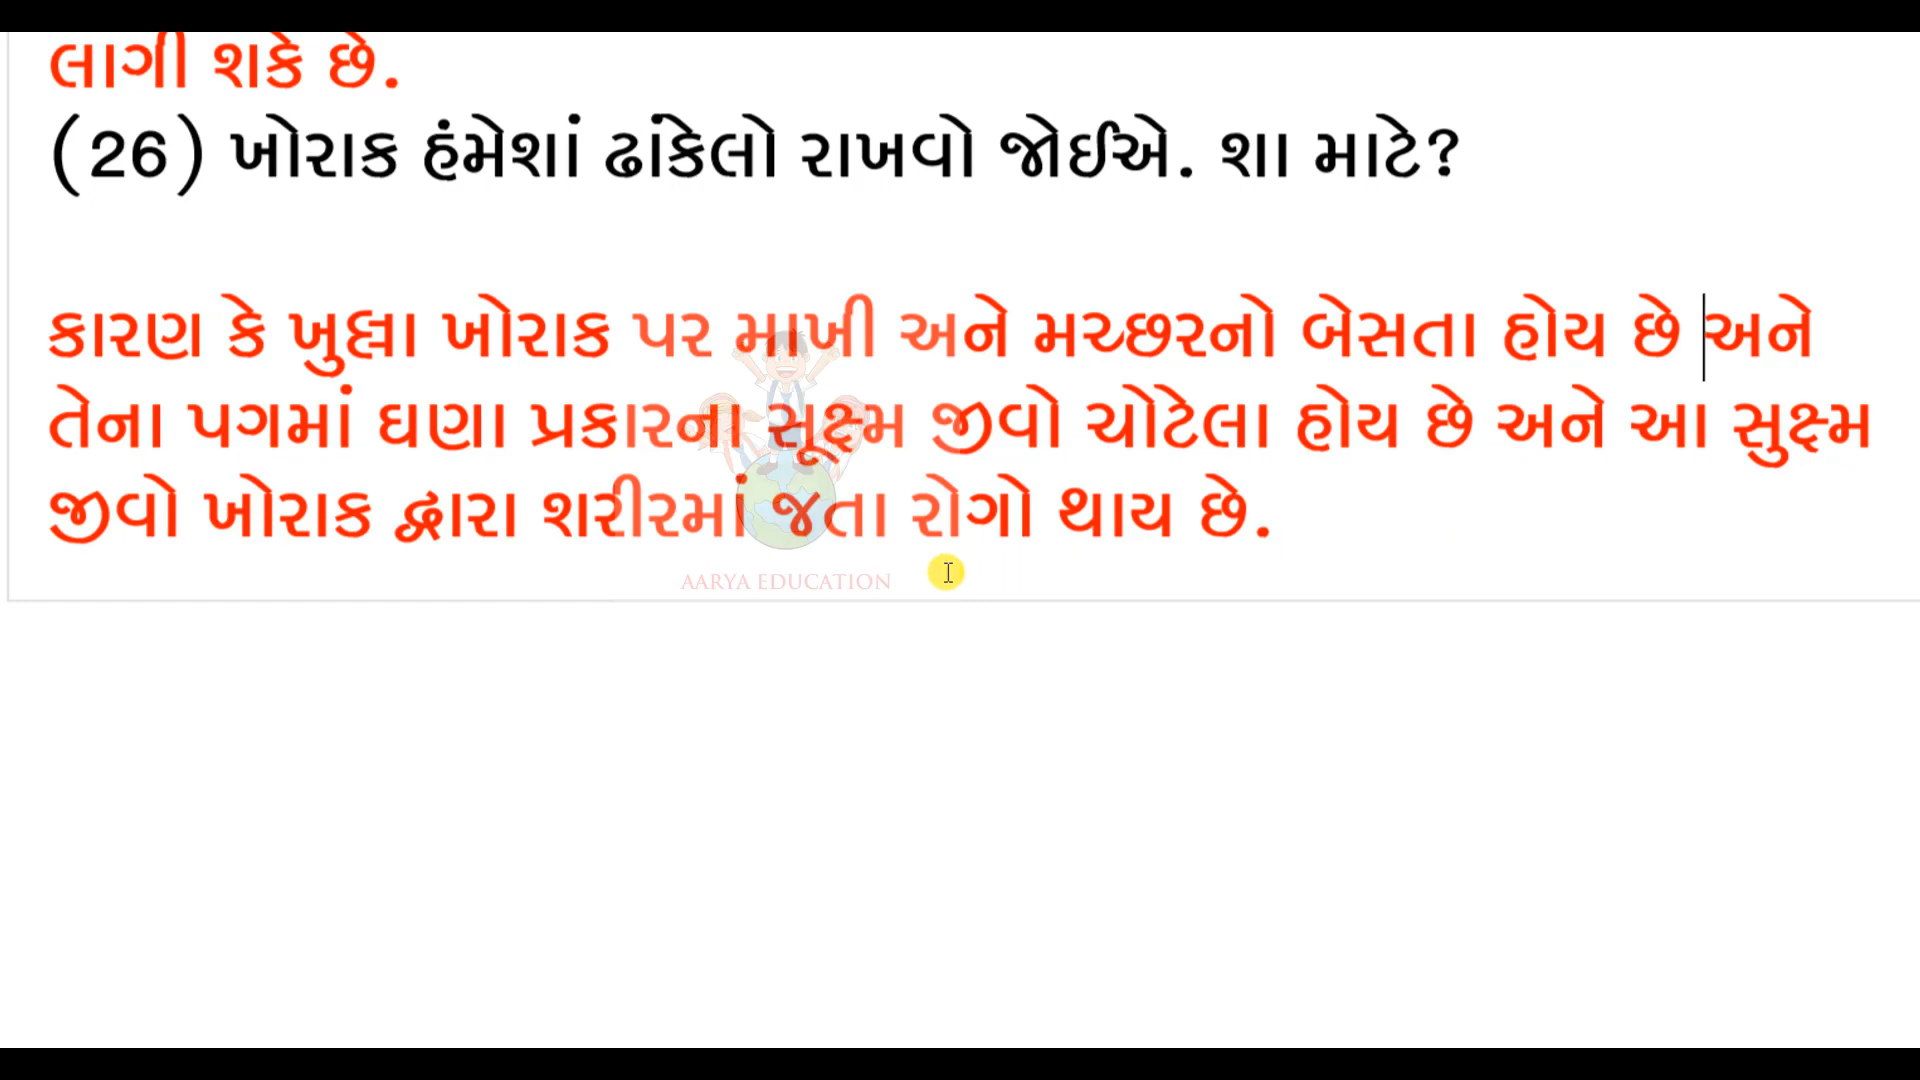 લાગી શકે છે.
(26) ખોરાક હંમેશાં ઢાંકેલો રાખવો જોઈએ. શા માટે?
કારણ કે ખુલ્લા ખોરાક પર માખી અને મચ્છરનો બેસતા હોય છે અને
તેના પગમાં ઘણા પ્રકારના સૂક્ષ્મ જીવો ચોંટેલા હોય છે અને આ સુક્ષ્મ
જીવો ખોરાક દ્વારા શરીરમાં જતા રોગો થાય છે.
AARYA EDUCATION